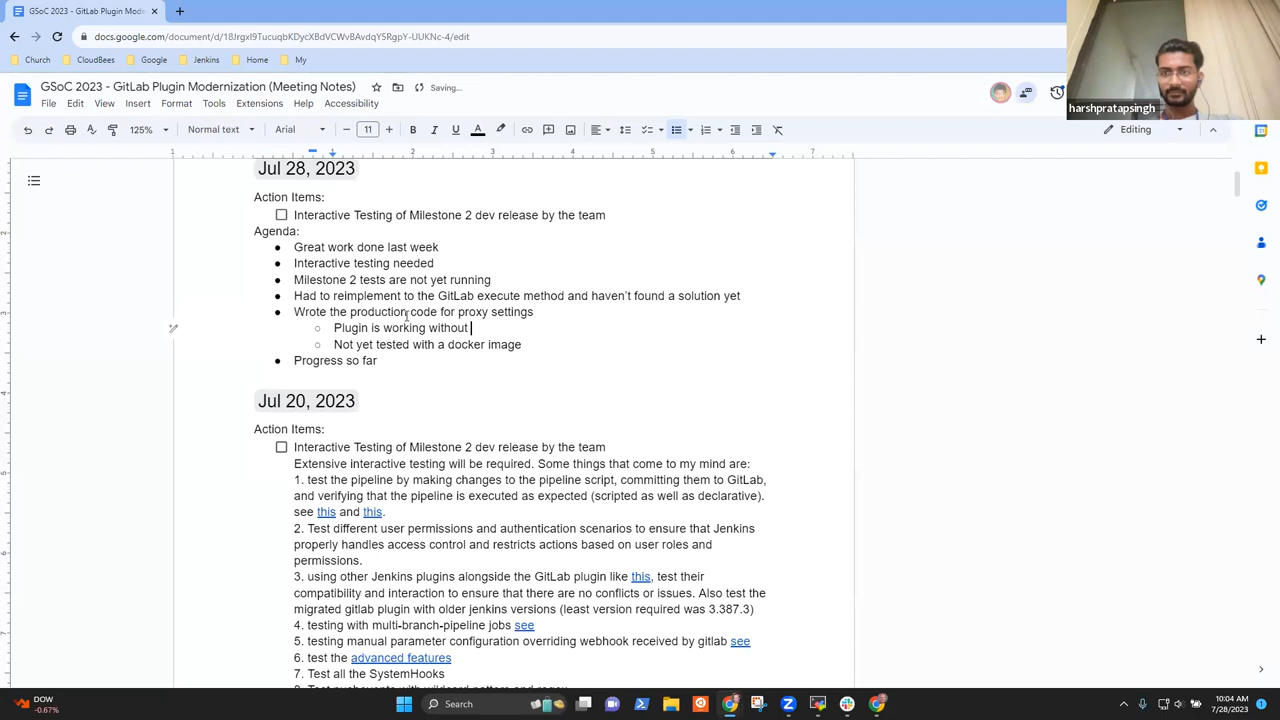 GSoC 2023 - GitLab Plugin Mod
docs.google.com/document/d/18JrgxI9TucuqbKDycXBdVCWvBAvdqY5RgpY-UUKNc-4/edit
Church CloudBees Google Jenkins Home My
harshpratapsingh
GSoC 2023 - GitLab Plugin Modernization (Meeting Notes) Saving...
File Edit View Insert Format Tools Extensions Help Accessibility
125% Normal text Arial 11 B I U A Editing
1 1 2 3 4 5 6 7
Jul 28, 2023
Action Items:
Interactive Testing of Milestone 2 dev release by the team
Agenda:
Great work done last week
Interactive testing needed
Milestone 2 tests are not yet running
Had to reimplement to the GitLab execute method and haven't found a solution yet
Wrote the production code for proxy settings
Plugin is working without
Not yet tested with a docker image
Progress so far
Jul 20, 2023
Action Items:
Interactive Testing of Milestone 2 dev release by the team
Extensive interactive testing will be required. Some things that come to my mind are:
1. test the pipeline by making changes to the pipeline script, committing them to GitLab,
and verifying that the pipeline is executed as expected (scripted as well as declarative).
see this and this.
2. Test different user permissions and authentication scenarios to ensure that Jenkins
properly handles access control and restricts actions based on user roles and
permissions.
3. using other Jenkins plugins alongside the GitLab plugin like this, test their
compatibility and interaction to ensure that there are no conflicts or issues. Also test the
migrated gitlab plugin with older jenkins versions (least version required was 3.387.3)
4. testing with multi-branch-pipeline jobs see
5. testing manual parameter configuration overriding webhook received by gitlab see
6. test the advanced features
7. Test all the SystemHooks
DOW
-0.67%
Search
10:04 AM
7/28/2023